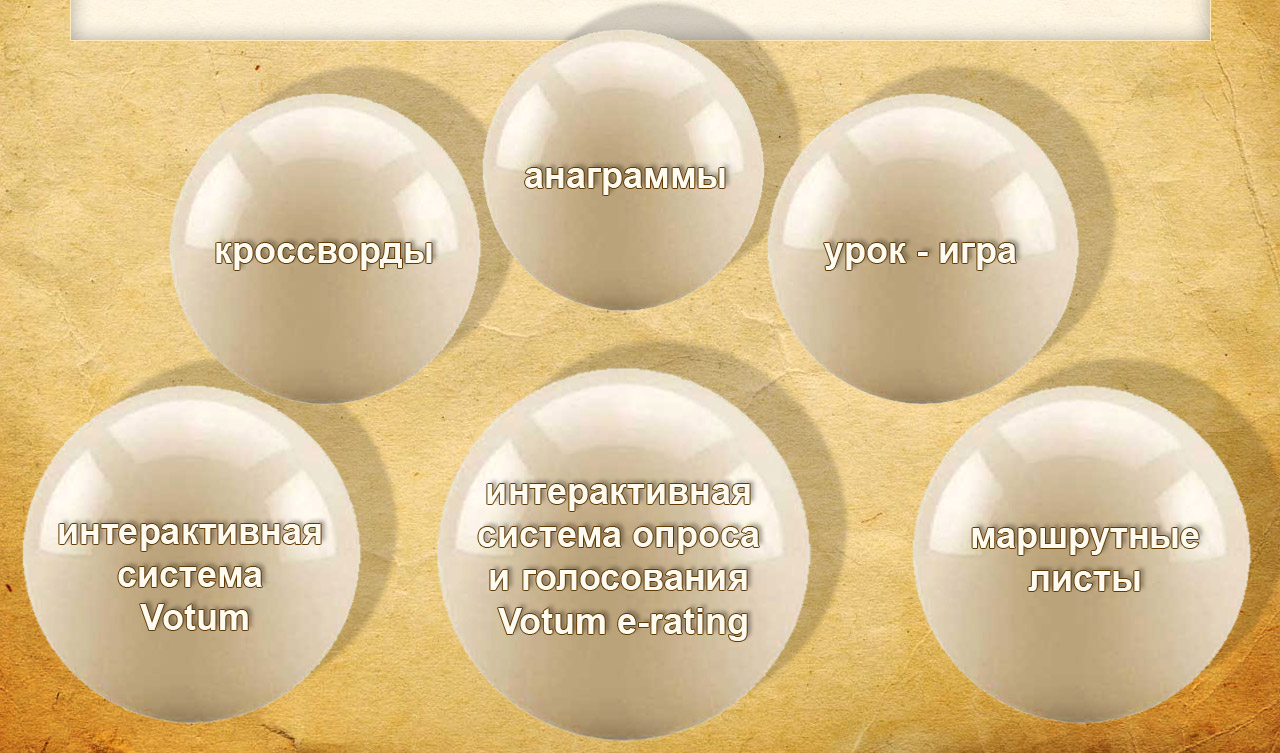 анаграммы
кроссворды
урок - игра
интерактивная
система
Votum
интерактивная
система опроса
и голосования
Votum e-rating
маршрутные
листы